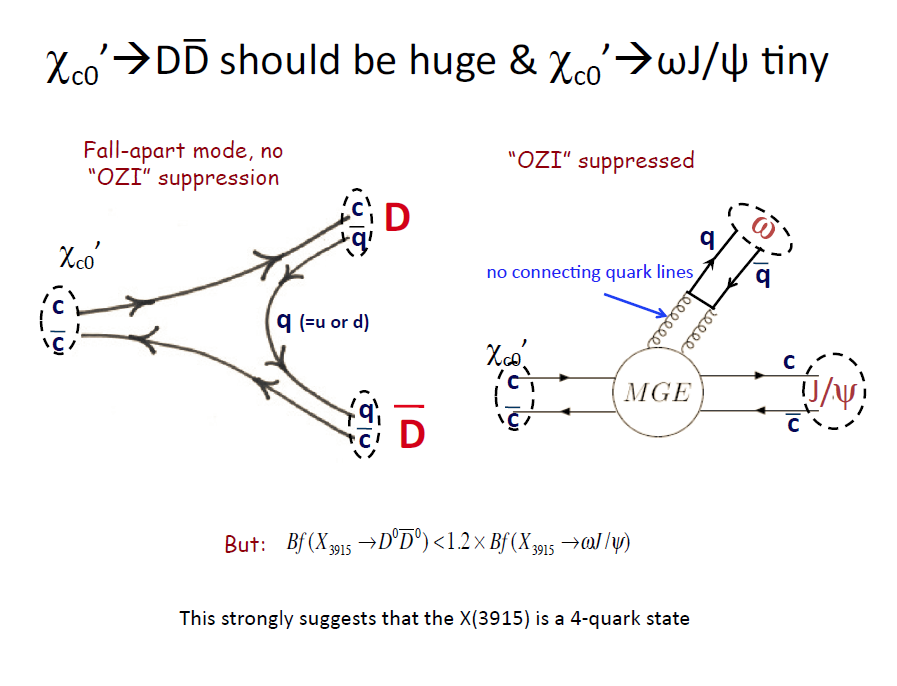 χc0’→DD̅ should be huge & χc0’→ωJ/ψ tiny
Fall-apart mode, no
“OZI” suppression
“OZI” suppressed
c
q̅
D
χc0’
c
c̅
q (=u or d)
q
c̅
D̅
no connecting quark lines
q
ω
q̅
χc0’
c
c̅
MGE
c
c̅
J/ψ
But: Bf(X3915 →D⁰D̅⁰)<1.2× Bf(X3915 →ωJ/ψ)
This strongly suggests that the X(3915) is a 4-quark state